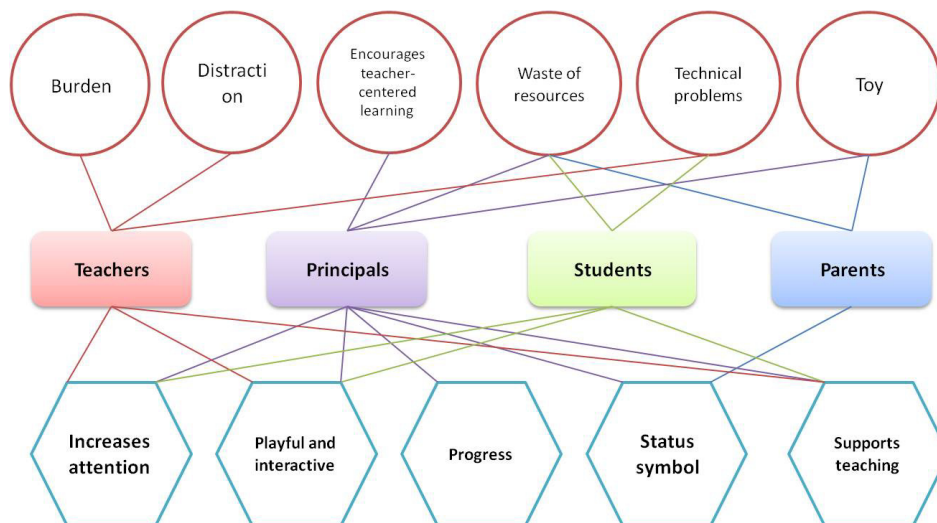 Burden
Distracti
on
Encourages
teacher-
centered
learning
Waste of
resources
Technical
problems
Toy
Teachers
Principals
Students
Parents
Increases
attention
Playful and
interactive
Progress
Status
symbol
Supports
teaching